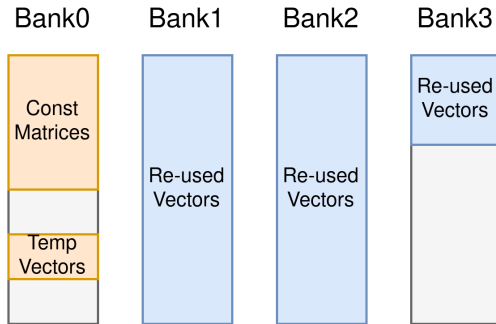 Bank0
Bank1
Bank2
Bank3
Const
Matrices
Temp
Vectors
Re-used
Vectors
Re-used
Vectors
Re-used
Vectors